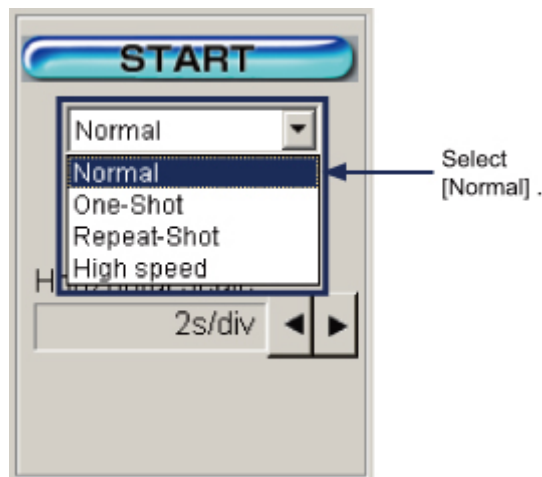 START
Normal
Normal
Select
[Normal] .
One-Shot
Repeat-Shot
High speed
2s/div